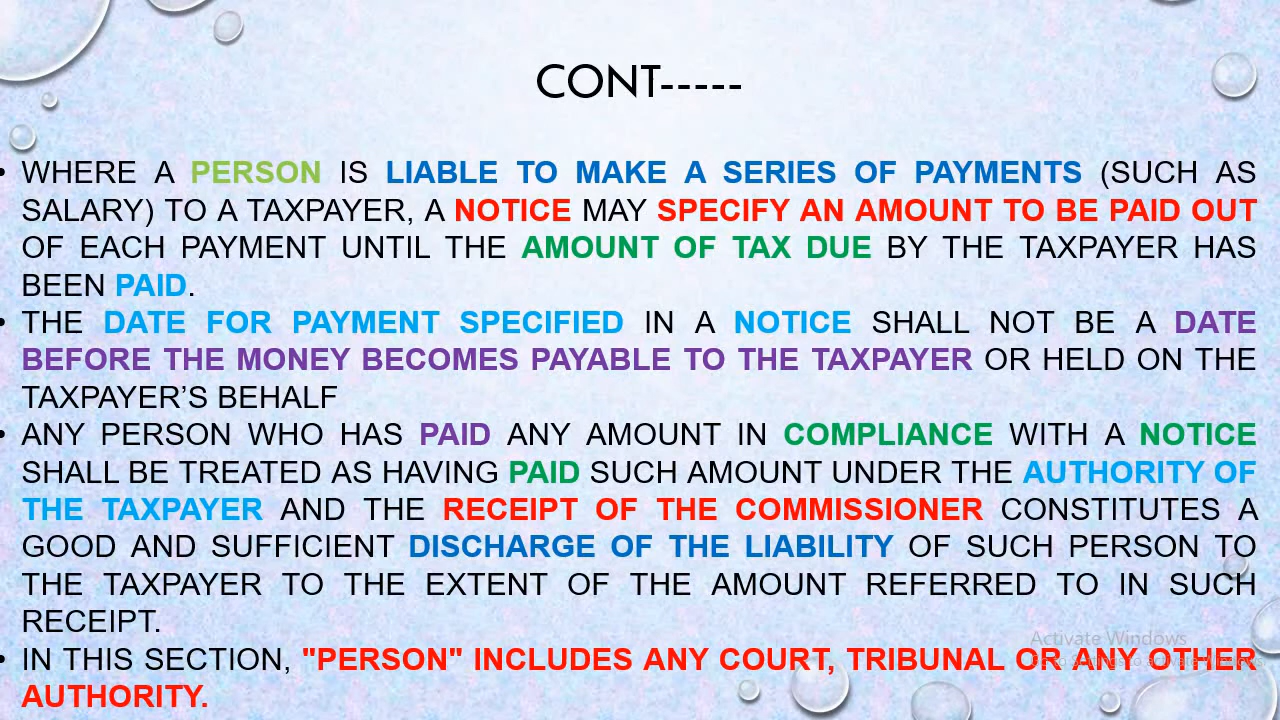 CONT-----
• WHERE A PERSON IS LIABLE TO MAKE A SERIES OF PAYMENTS (SUCH AS
SALARY) TO A TAXPAYER, A NOTICE MAY SPECIFY AN AMOUNT TO BE PAID OUT
OF EACH PAYMENT UNTIL THE AMOUNT OF TAX DUE BY THE TAXPAYER HAS
BEEN PAID.
• THE DATE FOR PAYMENT SPECIFIED IN A NOTICE SHALL NOT BE A DATE
BEFORE THE MONEY BECOMES PAYABLE TO THE TAXPAYER OR HELD ON THE
TAXPAYER’S BEHALF
• ANY PERSON WHO HAS PAID ANY AMOUNT IN COMPLIANCE WITH A NOTICE
SHALL BE TREATED AS HAVING PAID SUCH AMOUNT UNDER THE AUTHORITY OF
THE TAXPAYER AND THE RECEIPT OF THE COMMISSIONER CONSTITUTES A
GOOD AND SUFFICIENT DISCHARGE OF THE LIABILITY OF SUCH PERSON TO
THE TAXPAYER TO THE EXTENT OF THE AMOUNT REFERRED TO IN SUCH
RECEIPT.
• IN THIS SECTION, "PERSON" INCLUDES ANY COURT, TRIBUNAL OR ANY OTHER
AUTHORITY.
Activate Windows
Go to Settings to activate Windows.